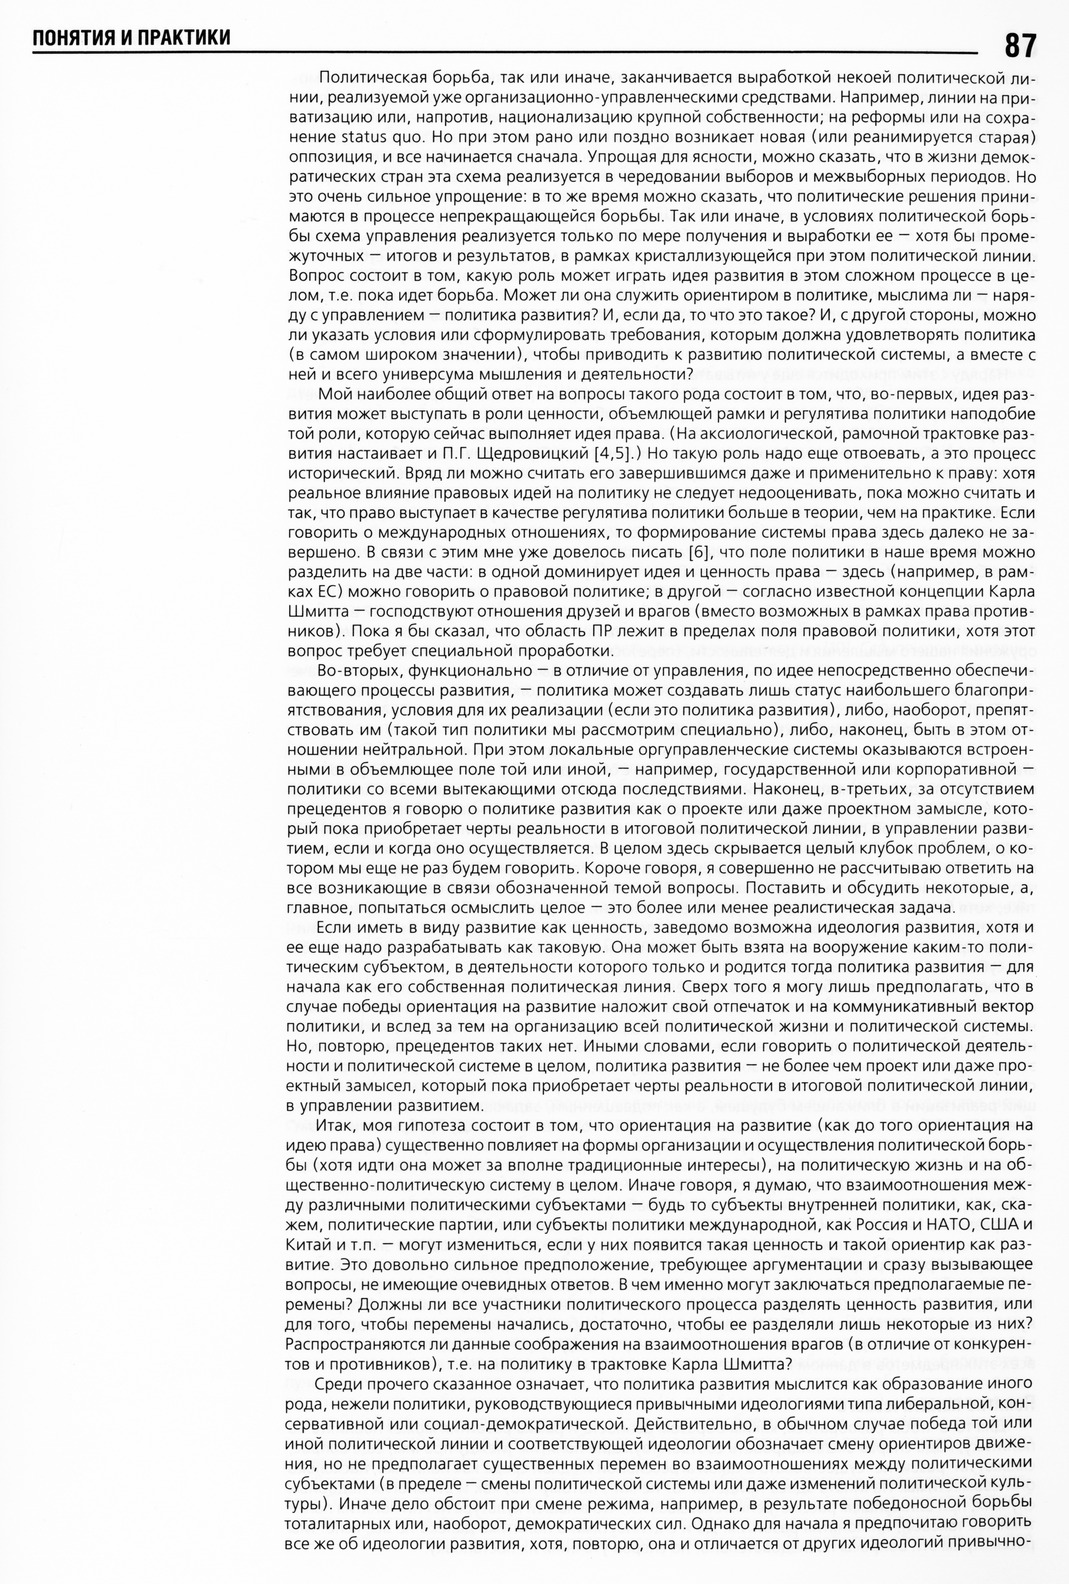 ПОНЯТИЯ И ПРАКТИКИ
87
Политическая борьба, так или иначе, заканчивается выработкой некоей политической ли-
нии, реализуемой уже организационно-управленческими средствами. Например, линии на при-
ватизацию или, напротив, национализацию крупной собственности; на реформы или на сохра-
нение status quo. Но при этом рано или поздно возникает новая (или реанимируется старая)
оппозиция, и все начинается сначала. Упрощая для ясности, можно сказать, что в жизни демок-
ратических стран эта схема реализуется в чередовании выборов и межвыборных периодов. Но
это очень сильное упрощение: в то же время можно сказать, что политические решения прини-
маются в процессе непрекращающейся борьбы. Так или иначе, в условиях политической борь-
бы схема управления реализуется только по мере получения и выработки ее — хотя бы проме-
жуточных — итогов и результатов, в рамках кристаллизующейся при этом политической линии.
Вопрос состоит в том, какую роль может играть идея развития в этом сложном процессе в це-
лом, т.е. пока идет борьба. Может ли она служить ориентиром в политике, мыслима ли — наря-
ду с управлением — политика развития? И, если да, то что это такое? И, с другой стороны, можно
ли указать условия или сформулировать требования, которым должна удовлетворять политика
(в самом широком значении), чтобы приводить к развитию политической системы, а вместе с
ней и всего универсума мышления и деятельности?
Мой наиболее общий ответ на вопросы такого рода состоит в том, что, во-первых, идея раз-
вития может выступать в роли ценности, объемлющей рамки и регулятива политики наподобие
той роли, которую сейчас выполняет идея права. (На аксиологической, рамочной трактовке раз-
вития настаивает и П.Г. Щедровицкий [4,5].) Но такую роль надо еще отвоевать, а это процесс
исторический. Вряд ли можно считать его завершившимся даже и применительно к праву: хотя
реальное влияние правовых идей на политику не следует недооценивать, пока можно считать и
так, что право выступает в качестве регулятива политики больше в теории, чем на практике. Если
говорить о международных отношениях, то формирование системы права здесь далеко не за-
вершено. В связи с этим мне уже довелось писать [6], что поле политики в наше время можно
разделить на две части: в одной доминирует идея и ценность права — здесь (например, в рам-
ках ЕС) можно говорить о правовой политике; в другой — согласно известной концепции Карла
Шмитта — господствуют отношения друзей и врагов (вместо возможных в рамках права против-
ников). Пока я бы сказал, что область ПР лежит в пределах поля правовой политики, хотя этот
вопрос требует специальной проработки.
Во-вторых, функционально — в отличие от управления, по идее непосредственно обеспечи-
вающего процессы развития, — политика может создавать лишь статус наибольшего благопри-
ятствования, условия для их реализации (если это политика развития), либо, наоборот, препят-
ствовать им (такой тип политики мы рассмотрим специально), либо, наконец, быть в этом от-
ношении нейтральной. При этом локальные оргуправленческие системы оказываются встроен-
ными в объемлющее поле той или иной, — например, государственной или корпоративной —
политики со всеми вытекающими отсюда последствиями. Наконец, в-третьих, за отсутствием
прецедентов я говорю о политике развития как о проекте или даже проектном замысле, кото-
рый пока приобретает черты реальности в итоговой политической линии, в управлении разви-
тием, если и когда оно осуществляется. В целом здесь скрывается целый клубок проблем, о ко-
тором мы еще не раз будем говорить. Короче говоря, я совершенно не рассчитываю ответить на
все возникающие в связи обозначенной темой вопросы. Поставить и обсудить некоторые, а,
главное, попытаться осмыслить целое — это более или менее реалистическая задача.
Если иметь в виду развитие как ценность, заведомо возможна идеология развития, хотя и
ее еще надо разрабатывать как таковую. Она может быть взята на вооружение каким-то поли-
тическим субъектом, в деятельности которого только и родится тогда политика развития — для
начала как его собственная политическая линия. Сверх того я могу лишь предполагать, что в
случае победы ориентация на развитие наложит свой отпечаток и на коммуникативный вектор
политики, и вслед за тем на организацию всей политической жизни и политической системы.
Но, повторю, прецедентов таких нет. Иными словами, если говорить о политической деятель-
ности и политической системе в целом, политика развития — не более чем проект или даже про-
ектный замысел, который пока приобретает черты реальности в итоговой политической линии,
в управлении развитием.
Итак, моя гипотеза состоит в том, что ориентация на развитие (как до того ориентация на
идею права) существенно повлияет на формы организации и осуществления политической борь-
бы (хотя идти она может за вполне традиционные интересы), на политическую жизнь и на об-
щественно-политическую систему в целом. Иначе говоря, я думаю, что взаимоотношения меж-
ду различными политическими субъектами — будь то субъекты внутренней политики, как, ска-
жем, политические партии, или субъекты политики международной, как Россия и НАТО, США и
Китай и т.п. — могут измениться, если у них появится такая ценность и такой ориентир как раз-
витие. Это довольно сильное предположение, требующее аргументации и сразу вызывающее
вопросы, не имеющие очевидных ответов. В чем именно могут заключаться предполагаемые пе-
ремены? Должны ли все участники политического процесса разделять ценность развития, или
для того, чтобы перемены начались, достаточно, чтобы ее разделяли лишь некоторые из них?
Распространяются ли данные соображения на взаимоотношения врагов (в отличие от конкурен-
тов и противников), т.е. на политику в трактовке Карла Шмитта?
Среди прочего сказанное означает, что политика развития мыслится как образование иного
рода, нежели политики, руководствующиеся привычными идеологиями типа либеральной, кон-
сервативной или социал-демократической. Действительно, в обычном случае победа той или
иной политической линии и соответствующей идеологии обозначает смену ориентиров движе-
ния, но не предполагает существенных перемен во взаимоотношениях между политическими
субъектами (в пределе — смены политической системы или даже изменений политической куль-
туры). Иначе дело обстоит при смене режима, например, в результате победоносной борьбы
тоталитарных или, наоборот, демократических сил. Однако для начала я предпочитаю говорить
все же об идеологии развития, хотя, повторю, она и отличается от других идеологий привычно-